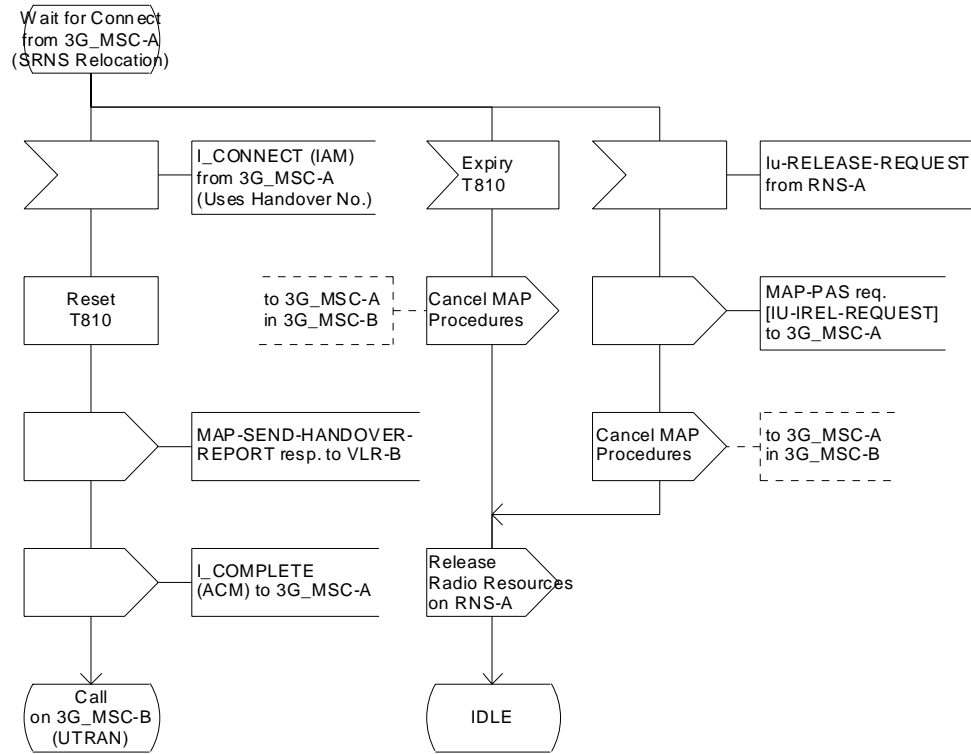 Wait for Connect
from 3G_MSC-A
(SRNS Relocation)
I_CONNECT (IAM)
from 3G_MSC-A
(Uses Handover No.)
Expiry
T810
Iu-RELEASE-REQUEST
from RNS-A
Reset
T810
to 3G_MSC-A
in 3G_MSC-B
Cancel MAP
Procedures
MAP-PAS req.
[IU-IREL-REQUEST]
to 3G_MSC-A
MAP-SEND-HANDOVER-
REPORT resp. to VLR-B
Cancel MAP
Procedures
to 3G_MSC-A
in 3G_MSC-B
I_COMPLETE
(ACM) to 3G_MSC-A
Release
Radio Resources
on RNS-A
Call
on 3G_MSC-B
(UTRAN)
IDLE